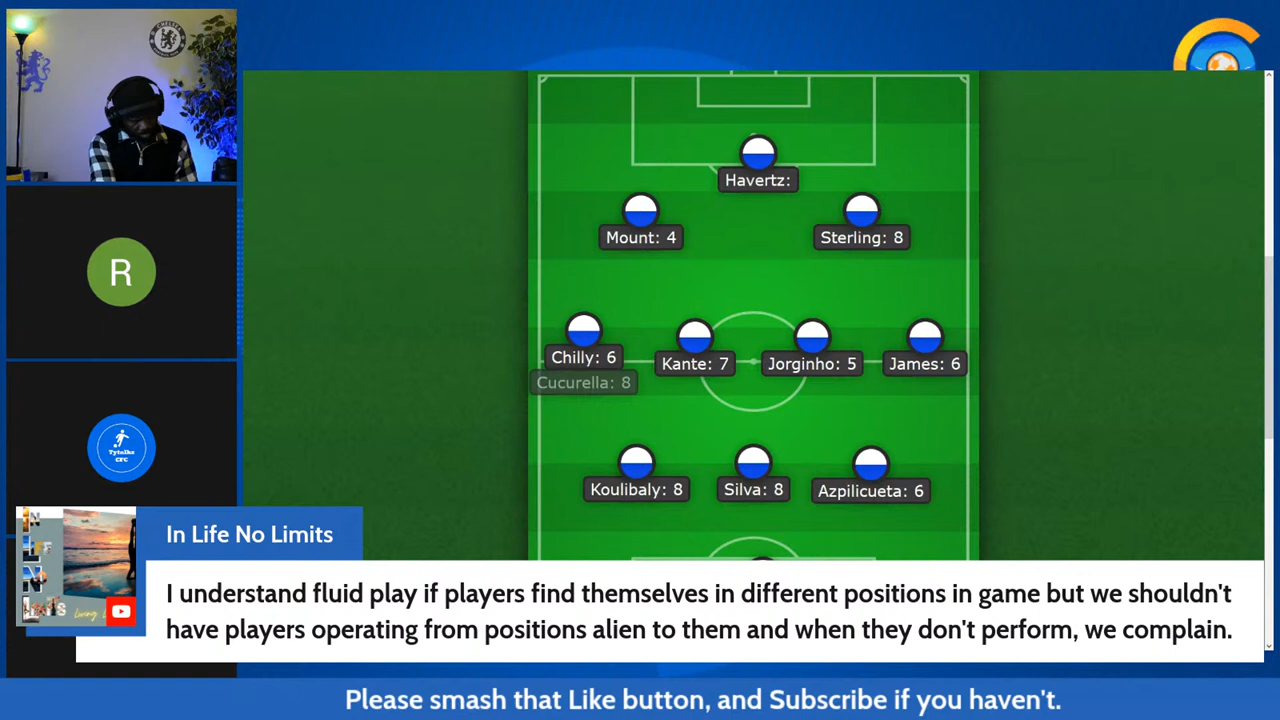 CHELSEA
Havertz:
Mount: 4
Sterling: 8
R
Chilly: 6
Kante: 7
Jorginho: 5
James: 6
Cucurella: 8
Tytalks
CFC
Koulibaly: 8
Silva: 8
Azpilicueta: 6
In Life No Limits
I understand fluid play if players find themselves in different positions in game but we shouldn't
have players operating from positions alien to them and when they don't perform, we complain.
Please smash that Like button, and Subscribe if you haven't.